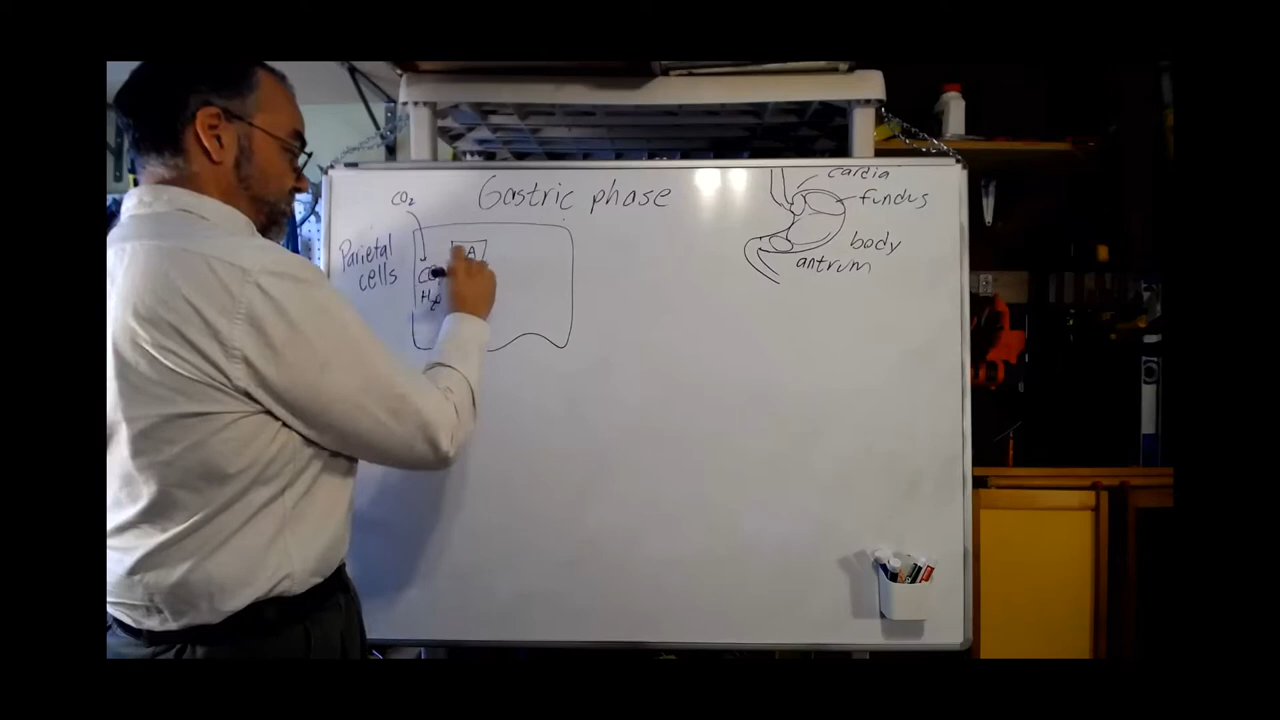 Gastric phase
CO₂
Parietal
cells
A
H₂O
cardia
fundus
body
antrum